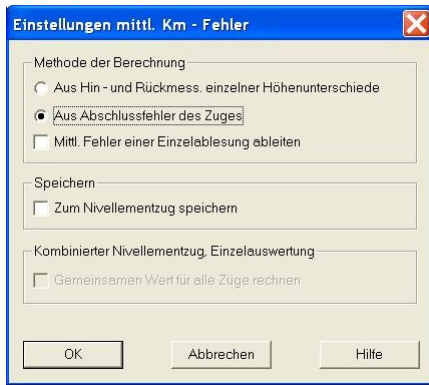 Einstellungen mittl. Km - Fehler
Methode der Berechnung
Aus Hin - und Rückmess. einzelner Höhenunterschiede
Aus Abschlussfehler des Zuges
Mittl. Fehler einer Einzelablesung ableiten
Speichern
Zum Nivellementzug speichern
Kombinierter Nivellementzug, Einzelauswertung
Gemeinsamen Wert für alle Züge rechnen
OK Abbrechen Hilfe